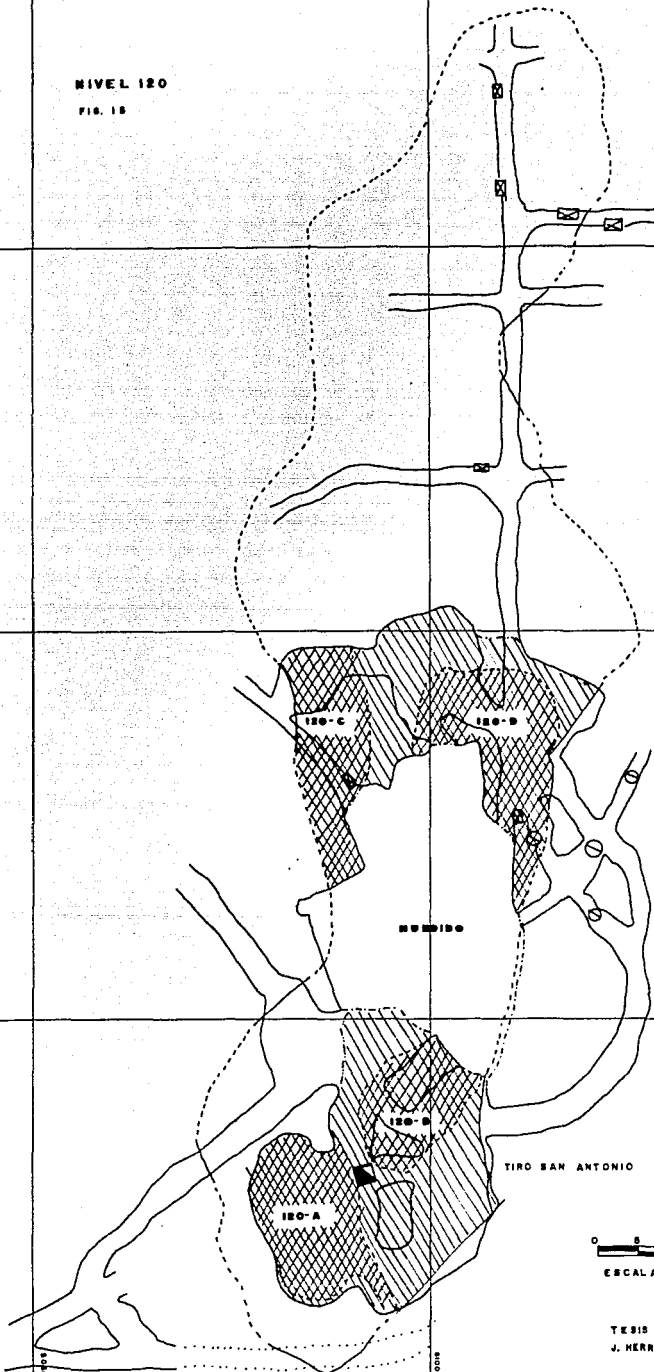 NIVEL 120
FIG. 15
120-C
120-D
HUNDIDO
120-B
TIRO SAN ANTONIO
120-A
0 5
ESCALA
TESIS
J. HERR